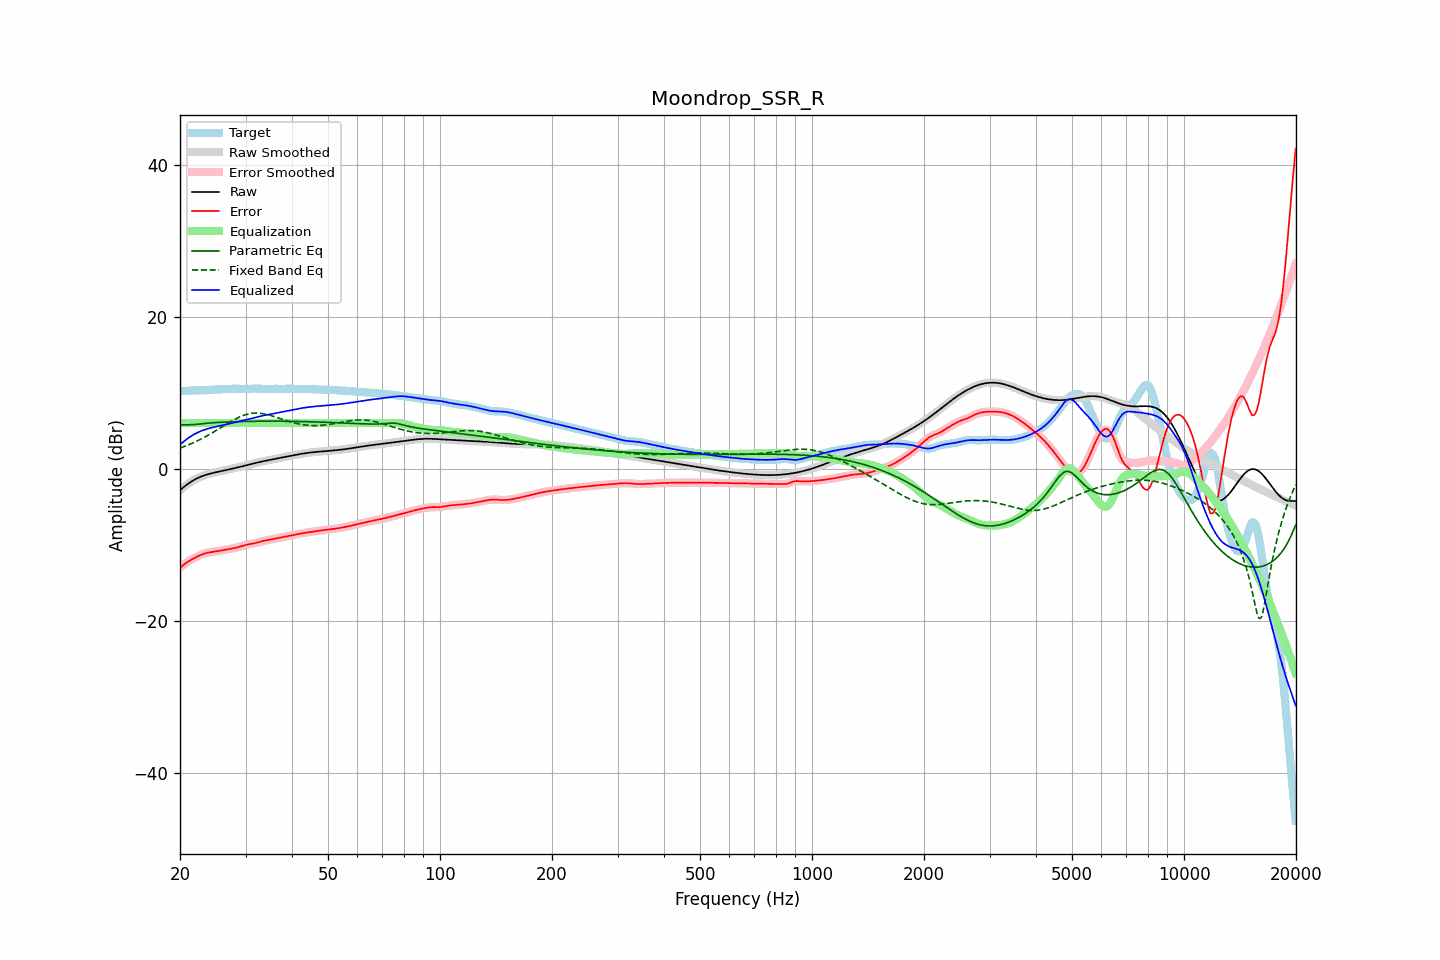 Moondrop_SSR_R
Target
Raw Smoothed
Error Smoothed
Raw
Error
Equalization
Parametric Eq
Fixed Band Eq
Equalized
40
20
0
−20
−40
Amplitude (dBr)
20
50
100
200
500
1000
2000
5000
10000
20000
Frequency (Hz)